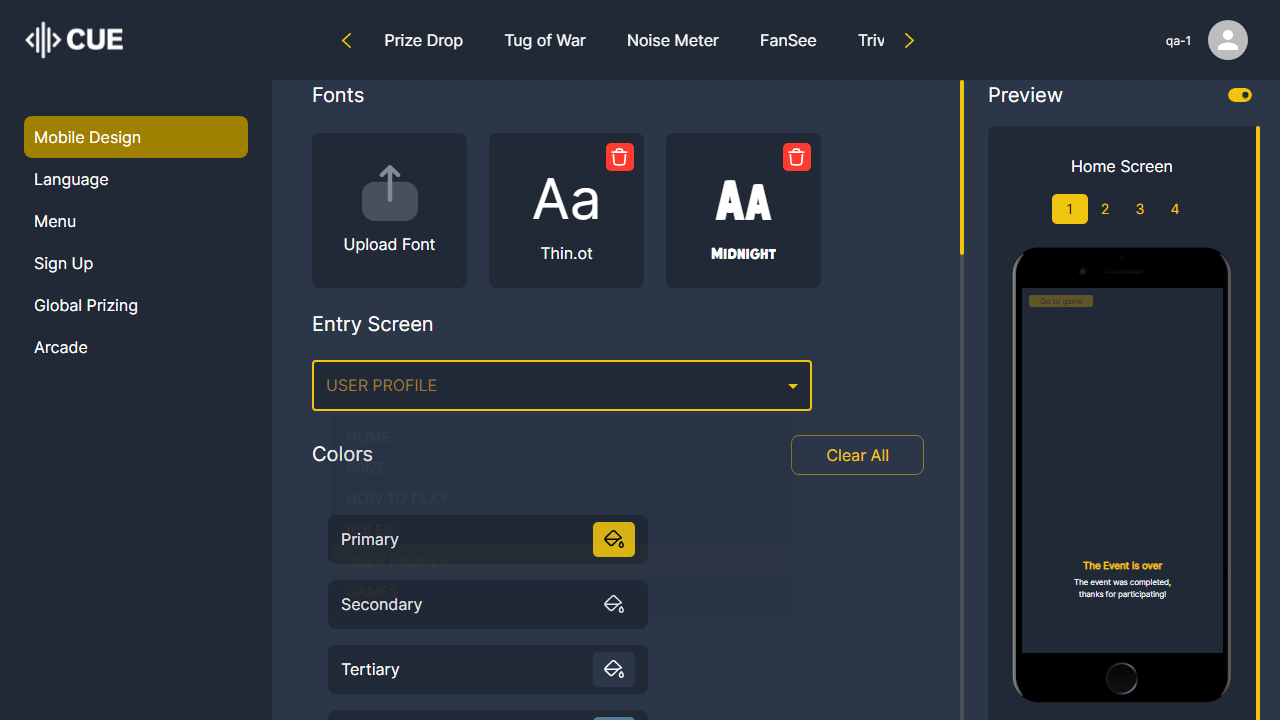 CUE
Prize Drop
Tug of War
Noise Meter
FanSee
Triv
qa-1
Mobile Design
Language
Menu
Sign Up
Global Prizing
Arcade
Fonts
Upload Font
Aa
Thin.ot
AA
MIDNIGHT
Entry Screen
USER PROFILE
HOME
PRIZE
HOW TO PLAY
RULES
USER PROFILE
GAMES
Colors
Clear All
Primary
Secondary
Tertiary
Preview
Home Screen
1 2 3 4
Go to game
The Event is over
The event was completed,
thanks for participating!